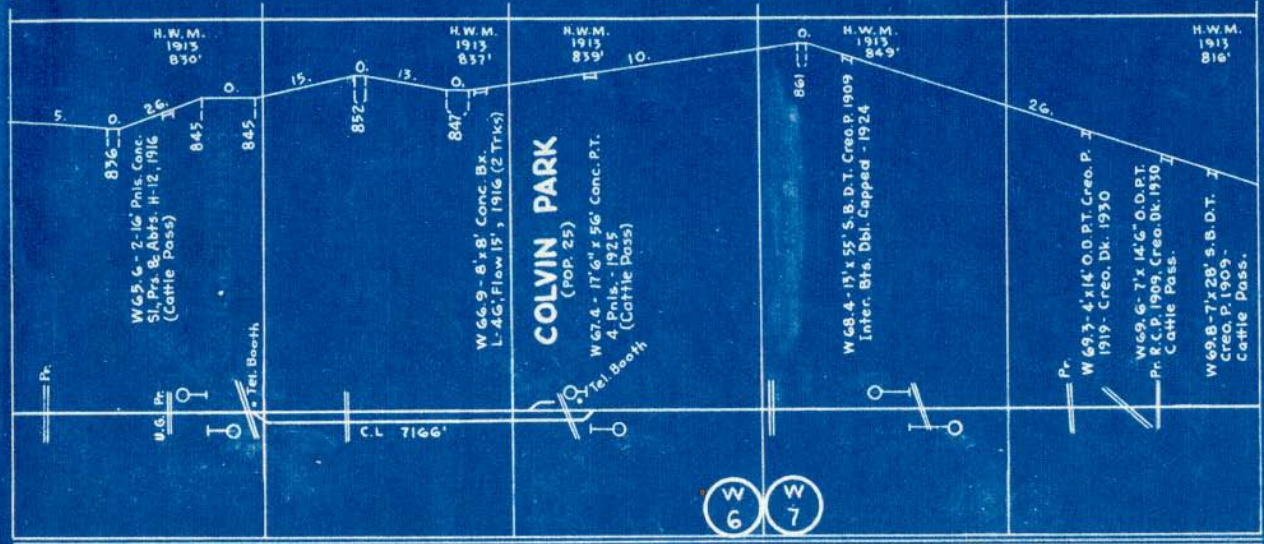 H.W.M.
1913
830'
H.W.M.
1913
837'
H.W.M.
1913
839'
H.W.M.
1913
849'
H.W.M.
1913
816'
5.
0.
26.
0.
15.
0.
13.
0.
10.
0.
26.
836
845
845
852
847
861
W 65.6 - 2-16' Pnls. Conc.
Sl., Prs. & Abts. H-12, 1916
(Cattle Pass)
W 66.9 - 8' x 8' Conc. Bx.
L-46', Flow 15', 1916 (2 Trks)
COLVIN PARK
(POP. 25)
W 67.4 - 17'6" x 56' Conc. P.T.
4 Pnls. - 1925
(Cattle Pass)
W 68.4 - 13' x 55' S.B.D.T. Creo. P. 1909
Inter. Bts. Dbl. Capped - 1924
W 69.3 - 4' x 14' O.D.P.T. Creo. P.
1919 - Creo. Dk. 1930
W 69.6 - 7' x 14'6" O.D.P.T.
R.C.P. 1909, Creo. Dk. 1930
Cattle Pass.
W 69.8 - 7' x 28' S.B.D.T.
Creo. P. 1909 -
Cattle Pass.
Pr.
U.G. Pr.
Tel. Booth
C.L 7166'
Tel. Booth
Pr.
Pr.
W
6
W
7